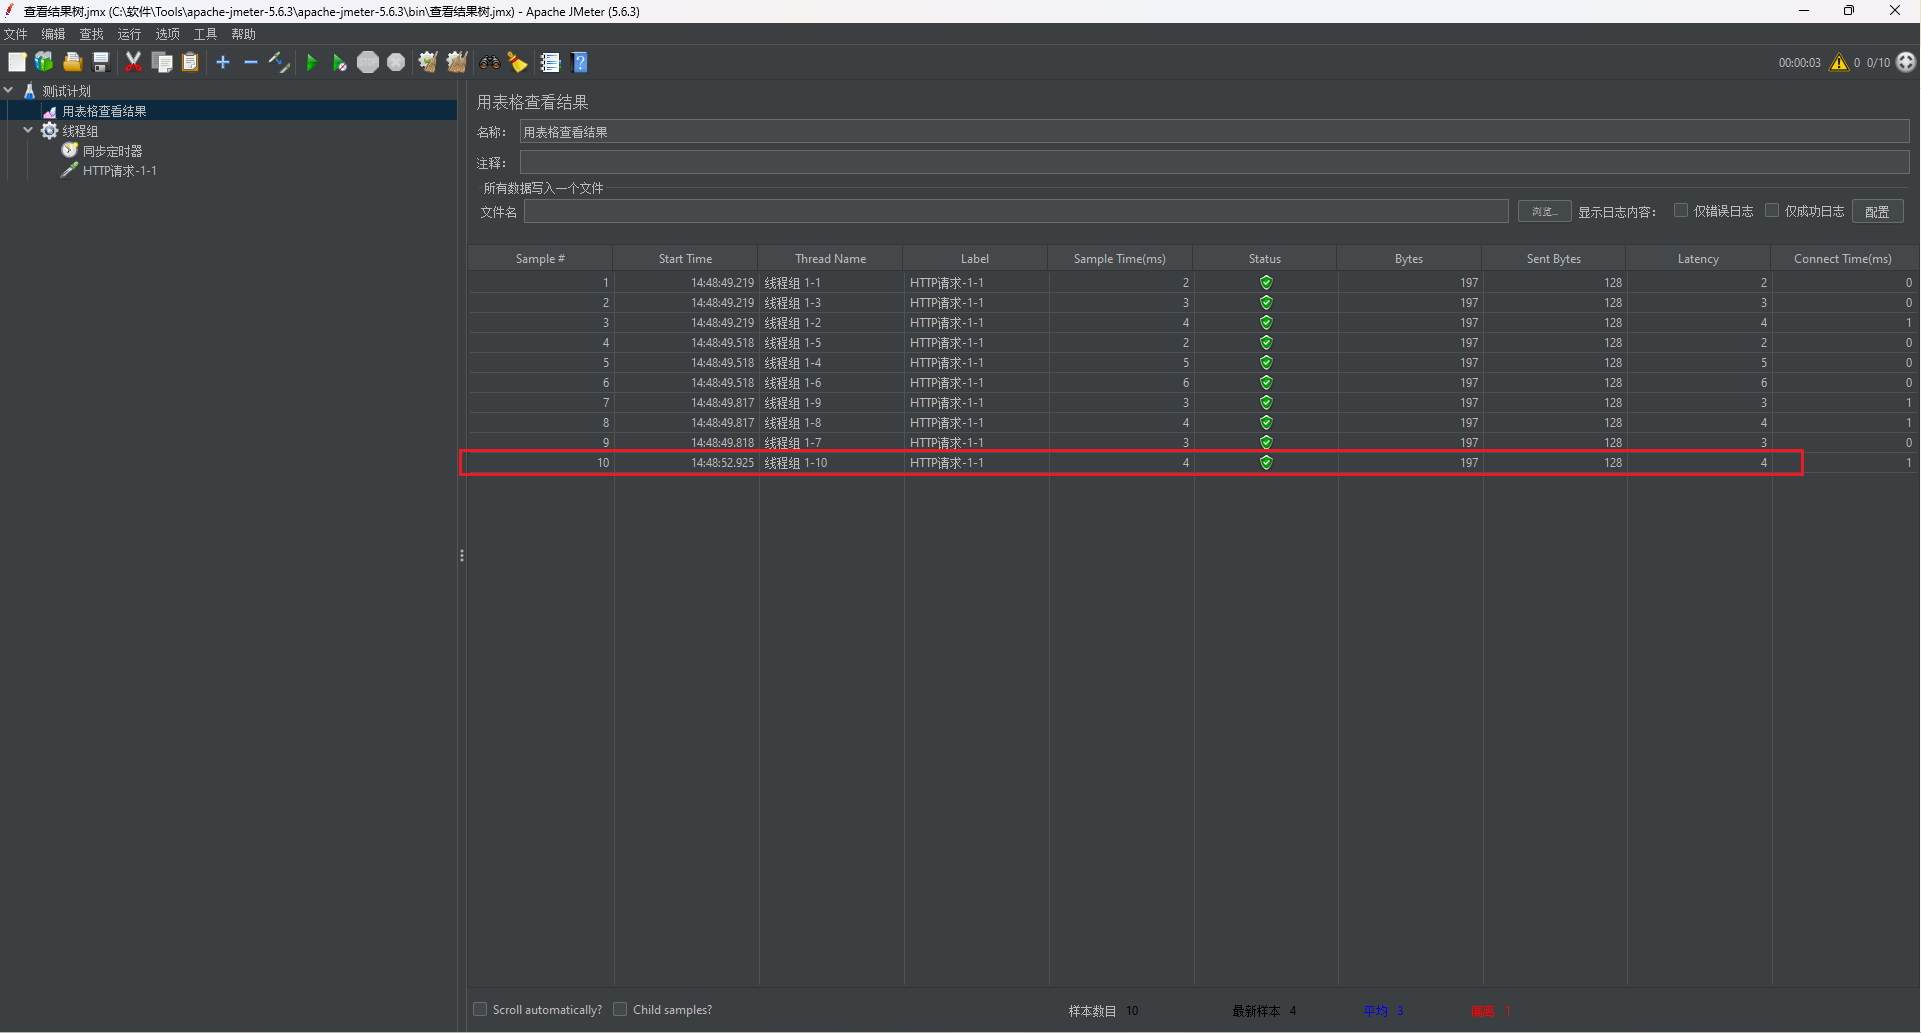 查看结果树.jmx (C:\软件\Tools\apache-jmeter-5.6.3\apache-jmeter-5.6.3\bin\查看结果树.jmx) - Apache JMeter (5.6.3)
文件 编辑 查找 运行 选项 工具 帮助
00:00:03 0 0/10
测试计划
用表格查看结果
线程组
同步定时器
HTTP请求-1-1
用表格查看结果
名称： 用表格查看结果
注释：
所有数据写入一个文件
文件名 浏览... 显示日志内容： 仅错误日志 仅成功日志 配置
Sample # Start Time Thread Name Label Sample Time(ms) Status Bytes Sent Bytes Latency Connect Time(ms)
1 14:48:49.219 线程组 1-1 HTTP请求-1-1 2 197 128 2 0
2 14:48:49.219 线程组 1-3 HTTP请求-1-1 3 197 128 3 0
3 14:48:49.219 线程组 1-2 HTTP请求-1-1 4 197 128 4 1
4 14:48:49.518 线程组 1-5 HTTP请求-1-1 2 197 128 2 0
5 14:48:49.518 线程组 1-4 HTTP请求-1-1 5 197 128 5 0
6 14:48:49.518 线程组 1-6 HTTP请求-1-1 6 197 128 6 0
7 14:48:49.817 线程组 1-9 HTTP请求-1-1 3 197 128 3 1
8 14:48:49.817 线程组 1-8 HTTP请求-1-1 4 197 128 4 1
9 14:48:49.818 线程组 1-7 HTTP请求-1-1 3 197 128 3 0
10 14:48:52.925 线程组 1-10 HTTP请求-1-1 4 197 128 4 1
Scroll automatically? Child samples? 样本数目 10 最新样本 4 平均 3 偏离 1